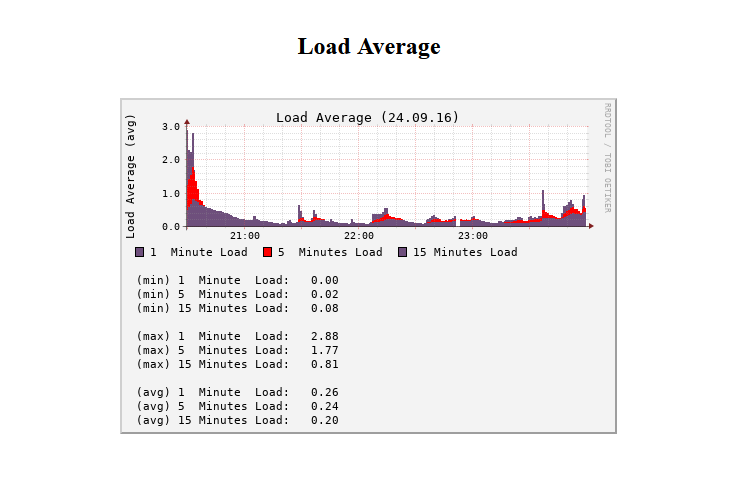 Load Average
Load Average (24.09.16)
RRDTOOL / TOBI OETIKER
Load Average (avg)
3.0
2.0
1.0
0.0
21:00 22:00 23:00
1 Minute Load 5 Minutes Load 15 Minutes Load
(min) 1 Minute Load: 0.00
(min) 5 Minutes Load: 0.02
(min) 15 Minutes Load: 0.08
(max) 1 Minute Load: 2.88
(max) 5 Minutes Load: 1.77
(max) 15 Minutes Load: 0.81
(avg) 1 Minute Load: 0.26
(avg) 5 Minutes Load: 0.24
(avg) 15 Minutes Load: 0.20